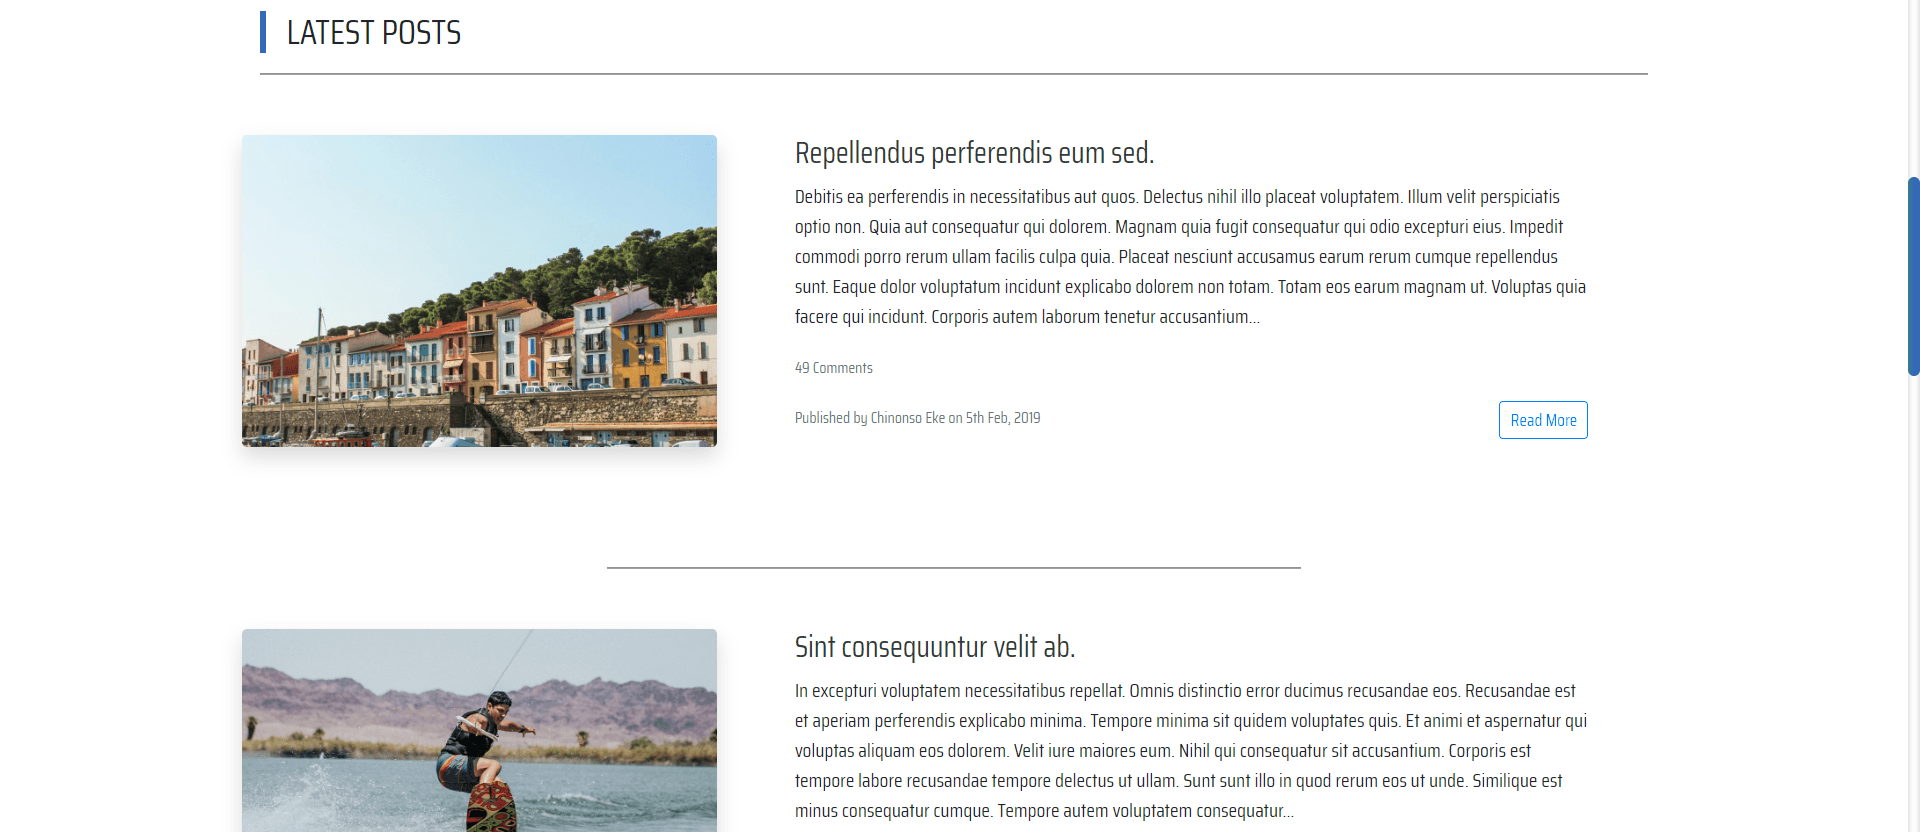 LATEST POSTS
Repellendus perferendis eum sed.
Debitis ea perferendis in necessitatibus aut quos. Delectus nihil illo placeat voluptatem. Illum velit perspiciatis
optio non. Quia aut consequatur qui dolorem. Magnam quia fugit consequatur qui odio excepturi eius. Impedit
commodi porro rerum ullam facilis culpa quia. Placeat nesciunt accusamus earum rerum cumque repellendus
sunt. Eaque dolor voluptatum incidunt explicabo dolorem non totam. Totam eos earum magnam ut. Voluptas quia
facere qui incidunt. Corporis autem laborum tenetur accusantium...
49 Comments
Published by Chinonso Eke on 5th Feb, 2019
Read More
Sint consequuntur velit ab.
In excepturi voluptatem necessitatibus repellat. Omnis distinctio error ducimus recusandae eos. Recusandae est
et aperiam perferendis explicabo minima. Tempore minima sit quidem voluptates quis. Et animi et aspernatur qui
voluptas aliquam eos dolorem. Velit iure maiores eum. Nihil qui consequatur sit accusantium. Corporis est
tempore labore recusandae tempore delectus ut ullam. Sunt sunt illo in quod rerum eos ut unde. Similique est
minus consequatur cumque. Tempore autem voluptatem consequatur...